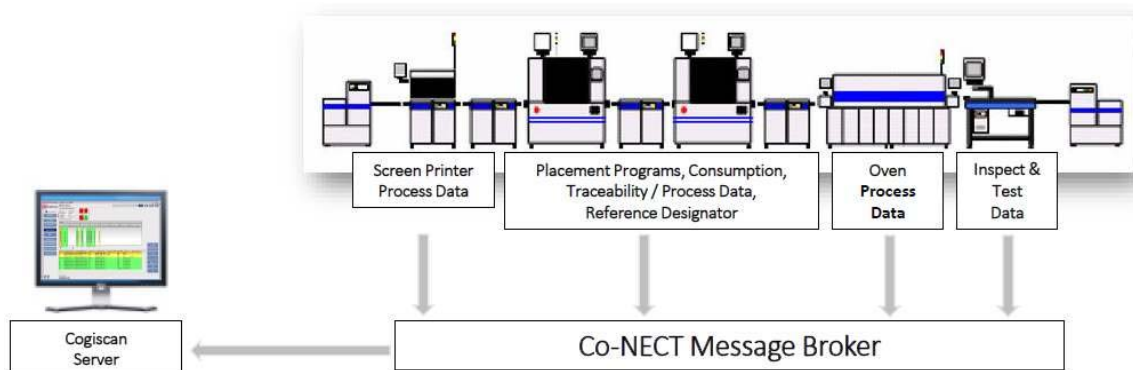 Screen Printer
Process Data
Placement Programs, Consumption,
Traceability / Process Data,
Reference Designator
Oven
Process
Data
Inspect &
Test
Data
Cogiscan
Server
Co-NECT Message Broker